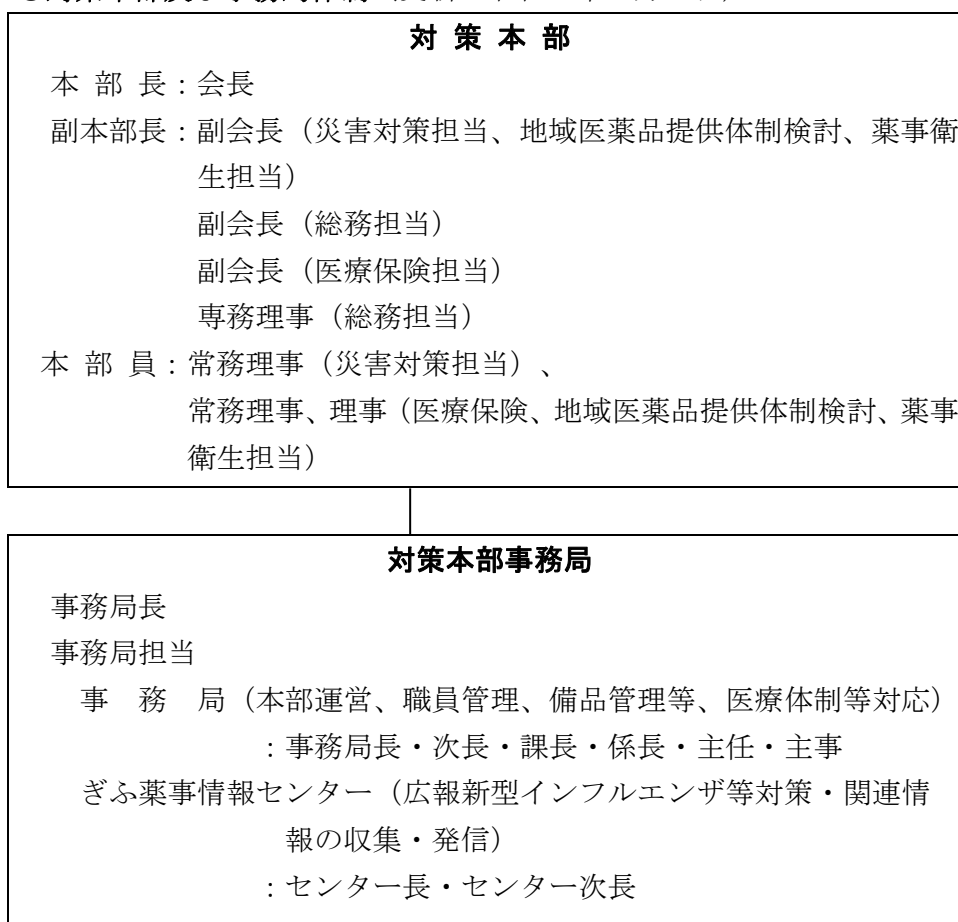 対 策 本 部
本 部 長：会長
副本部長：副会長（災害対策担当、地域医薬品提供体制検討、薬事衛
生担当）
副会長（総務担当）
副会長（医療保険担当）
専務理事（総務担当）
本 部 員：常務理事（災害対策担当）、
常務理事、理事（医療保険、地域医薬品提供体制検討、薬事
衛生担当）
対策本部事務局
事務局長
事務局担当
事 務 局（本部運営、職員管理、備品管理等、医療体制等対応）
：事務局長・次長・課長・係長・主任・主事
ぎふ薬事情報センター（広報新型インフルエンザ等対策・関連情
報の収集・発信）
：センター長・センター次長